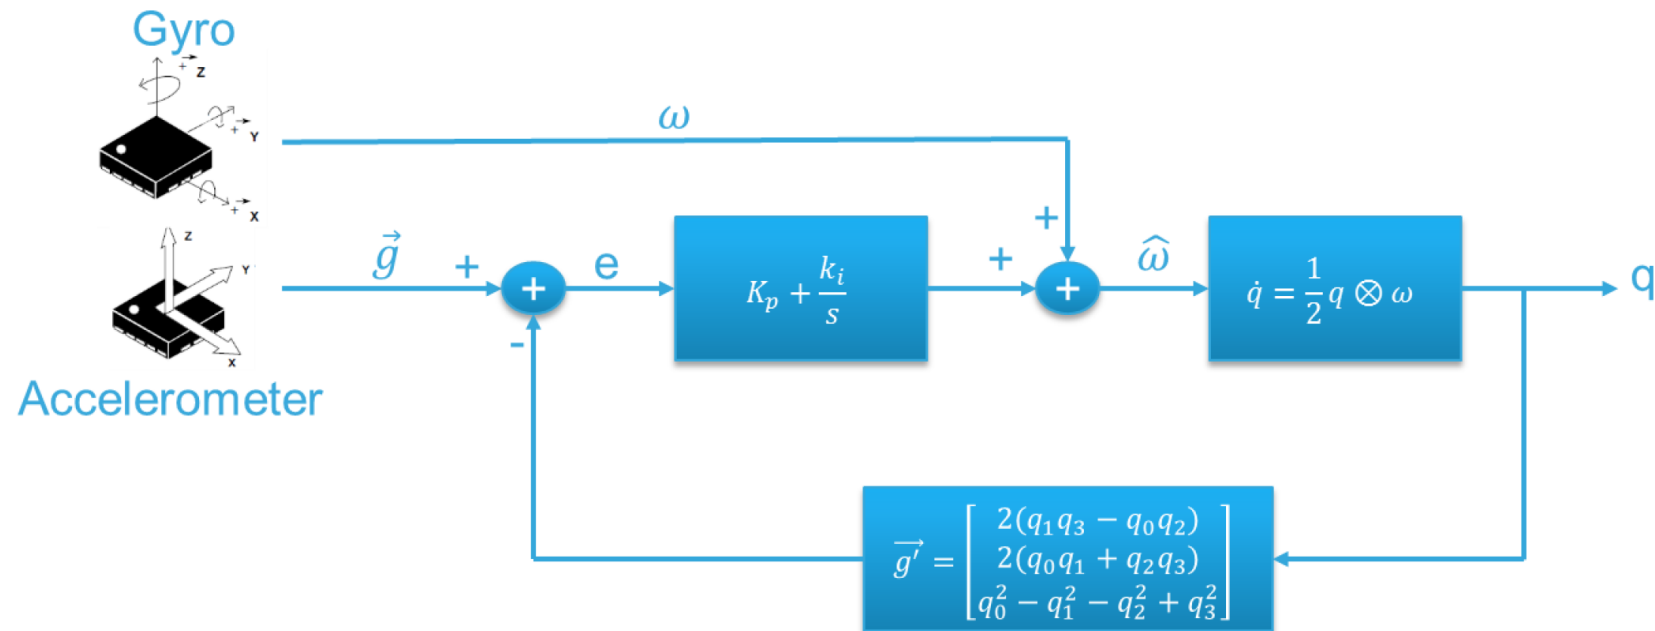 Gyro
+ Z
+ Y
+ X
ω
Z
Y
X
Accelerometer
g⃗
+
+
-
e
K_p + k_i/s
+
+
+
ω̂
q̇ = 1/2 q ⊗ ω
q
g'⃗ = [2(q₁q₃ − q₀q₂)
2(q₀q₁ + q₂q₃)
q₀² − q₁² − q₂² + q₃²]